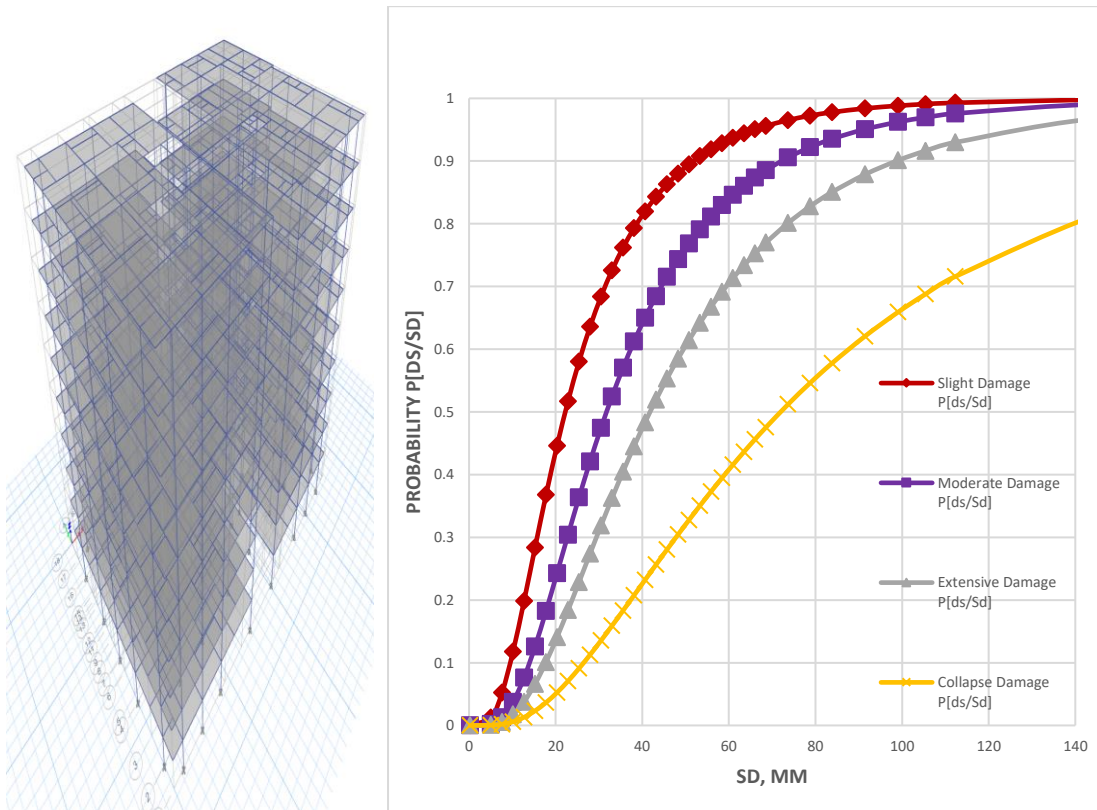 1
0.9
0.8
0.7
0.6
0.5
0.4
0.3
0.2
0.1
0
PROBABILITY P[DS/SD]
0 20 40 60 80 100 120 140
SD, MM
Slight Damage
P[ds/Sd]
Moderate Damage
P[ds/Sd]
Extensive Damage
P[ds/Sd]
Collapse Damage
P[ds/Sd]
3
2